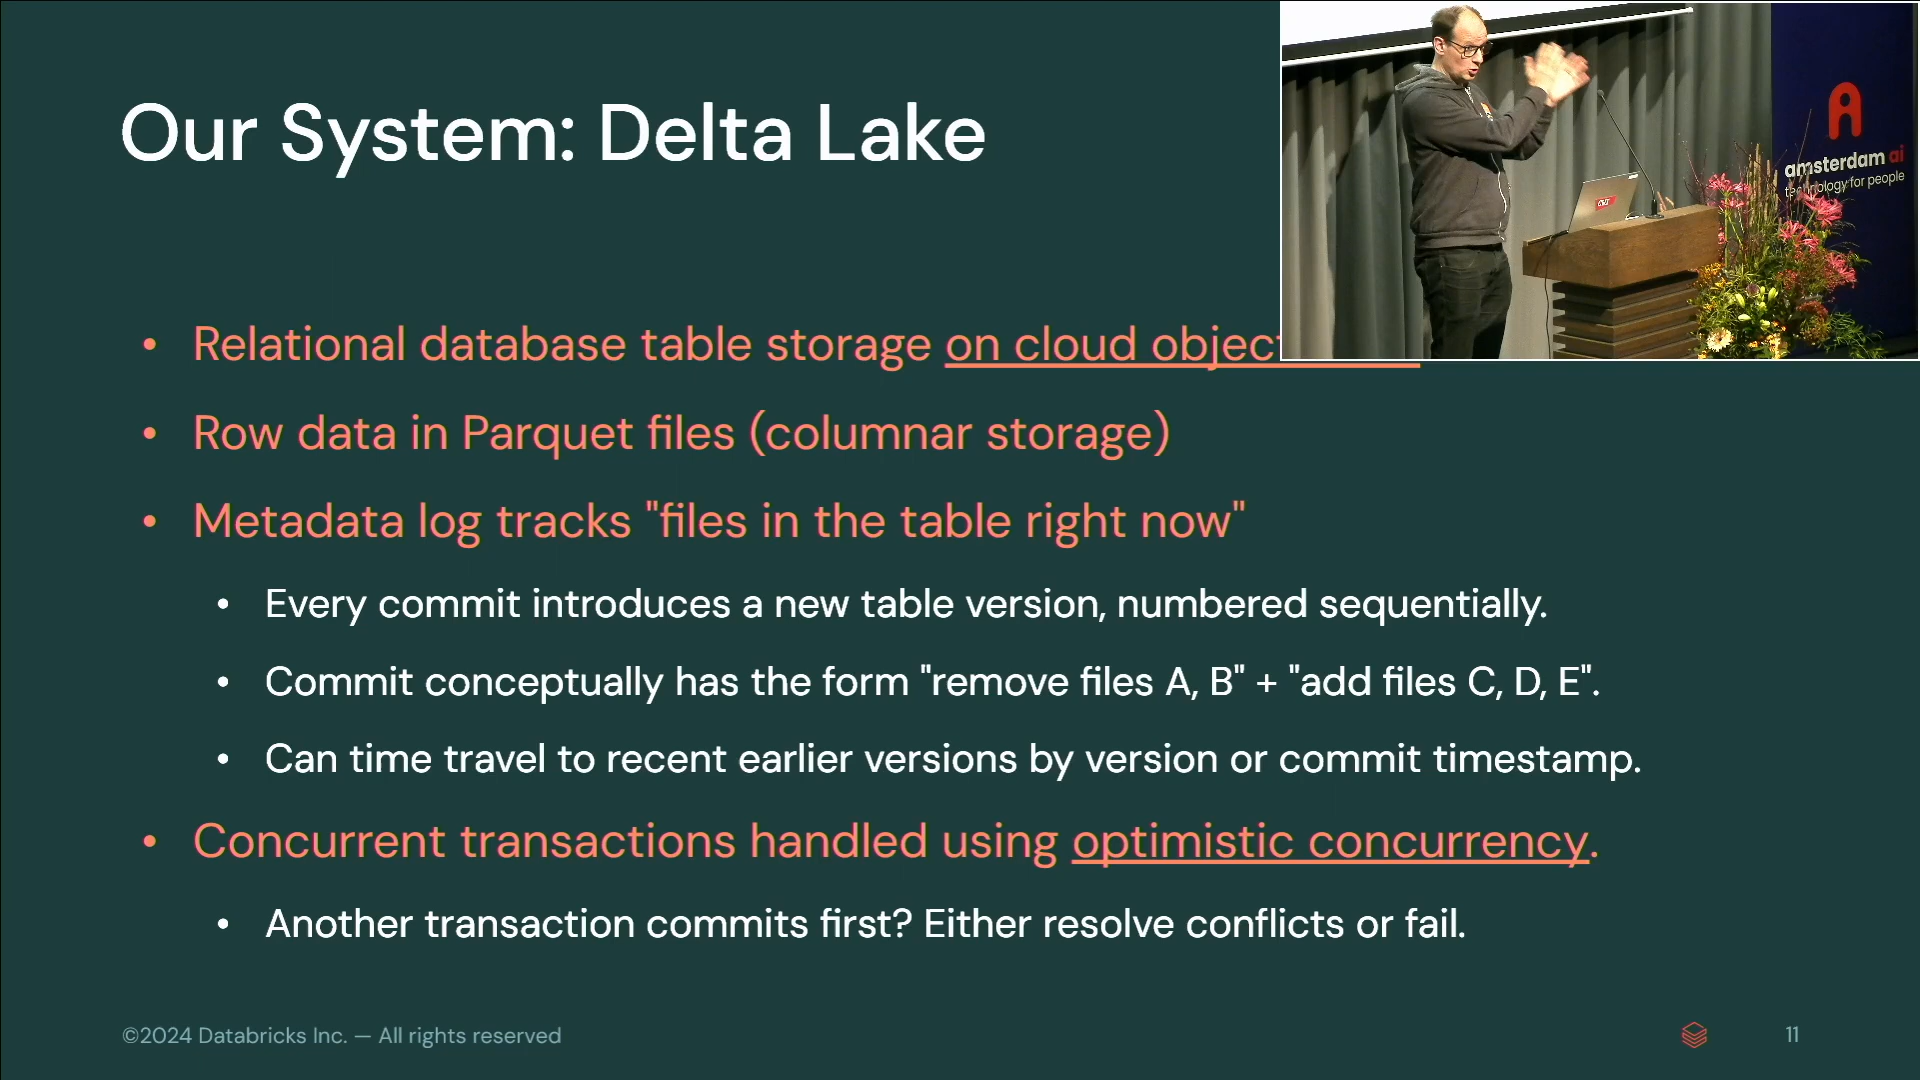 Our System: Delta Lake
amsterdam ai
technology for people
• Relational database table storage on cloud object
• Row data in Parquet files (columnar storage)
• Metadata log tracks "files in the table right now"
• Every commit introduces a new table version, numbered sequentially.
• Commit conceptually has the form "remove files A, B" + "add files C, D, E".
• Can time travel to recent earlier versions by version or commit timestamp.
• Concurrent transactions handled using optimistic concurrency.
• Another transaction commits first? Either resolve conflicts or fail.
©2024 Databricks Inc. — All rights reserved
11